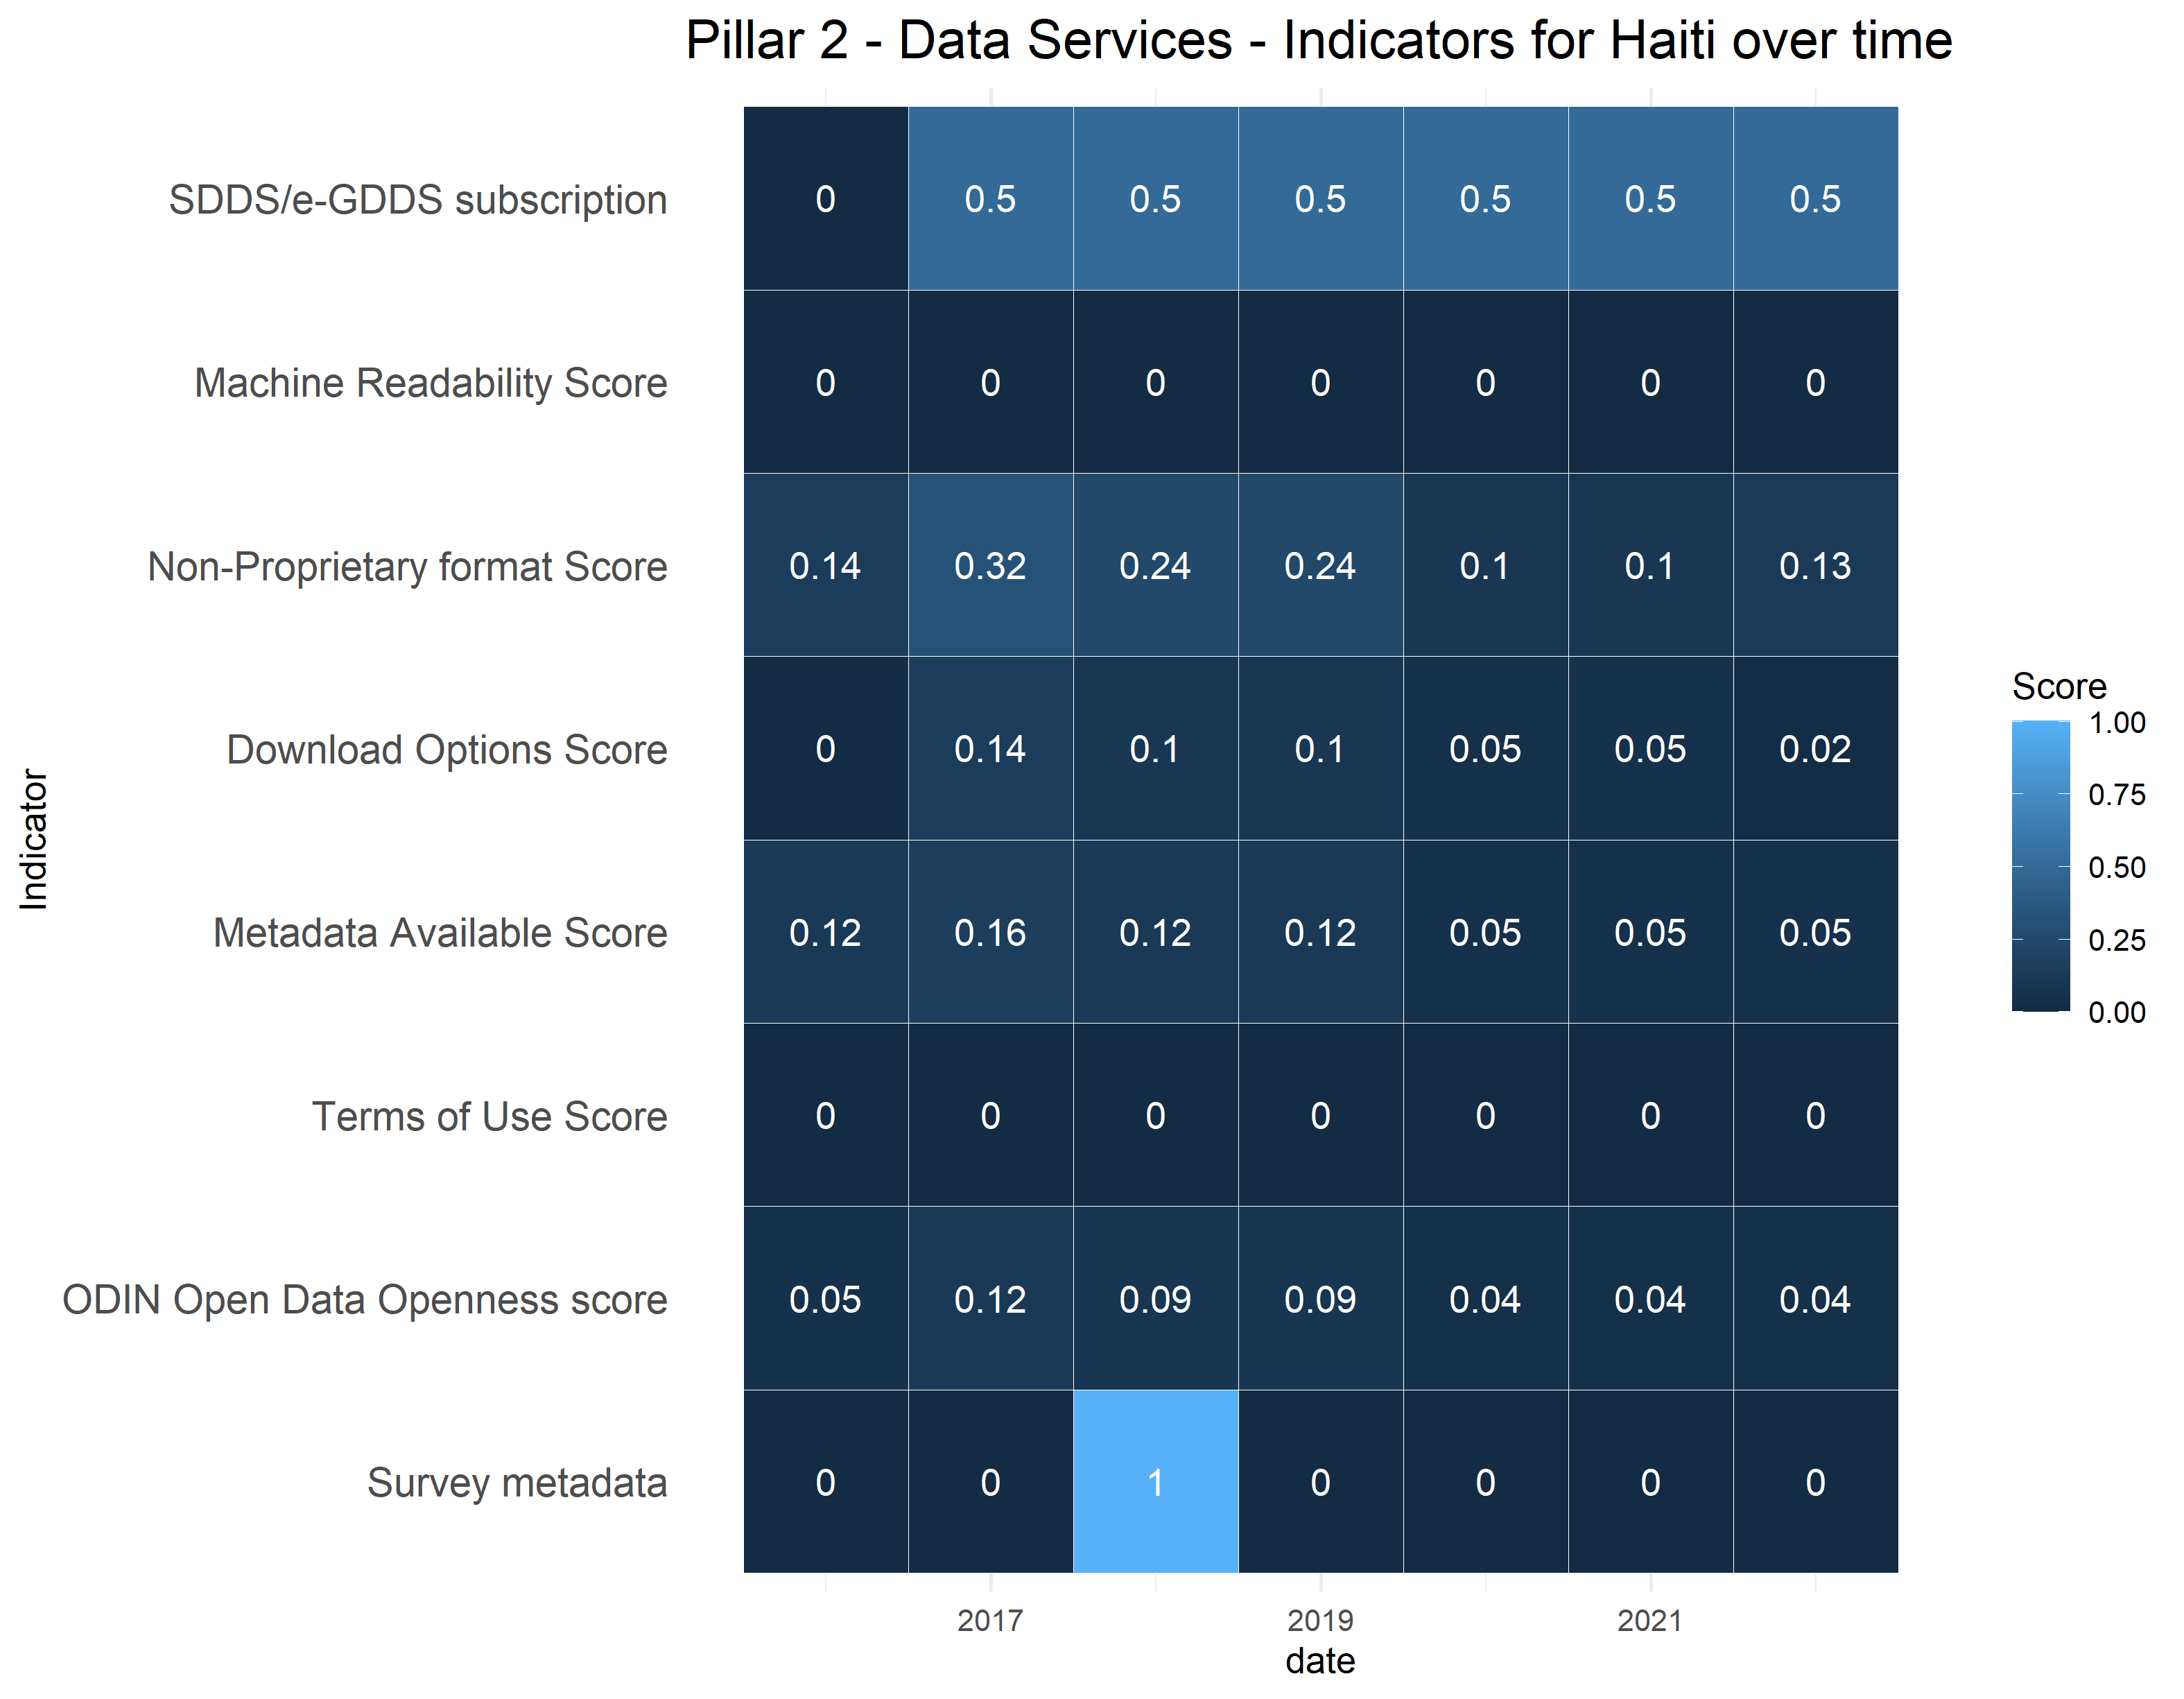 Pillar 2 - Data Services - Indicators for Haiti over time
SDDS/e-GDDS subscription 0 0.5 0.5 0.5 0.5 0.5 0.5
Machine Readability Score 0 0 0 0 0 0 0
Non-Proprietary format Score 0.14 0.32 0.24 0.24 0.1 0.1 0.13
Download Options Score 0 0.14 0.1 0.1 0.05 0.05 0.02
Metadata Available Score 0.12 0.16 0.12 0.12 0.05 0.05 0.05
Terms of Use Score 0 0 0 0 0 0 0
ODIN Open Data Openness score 0.05 0.12 0.09 0.09 0.04 0.04 0.04
Survey metadata 0 0 1 0 0 0 0
2017 2019 2021
date
Indicator
Score
1.00
0.75
0.50
0.25
0.00